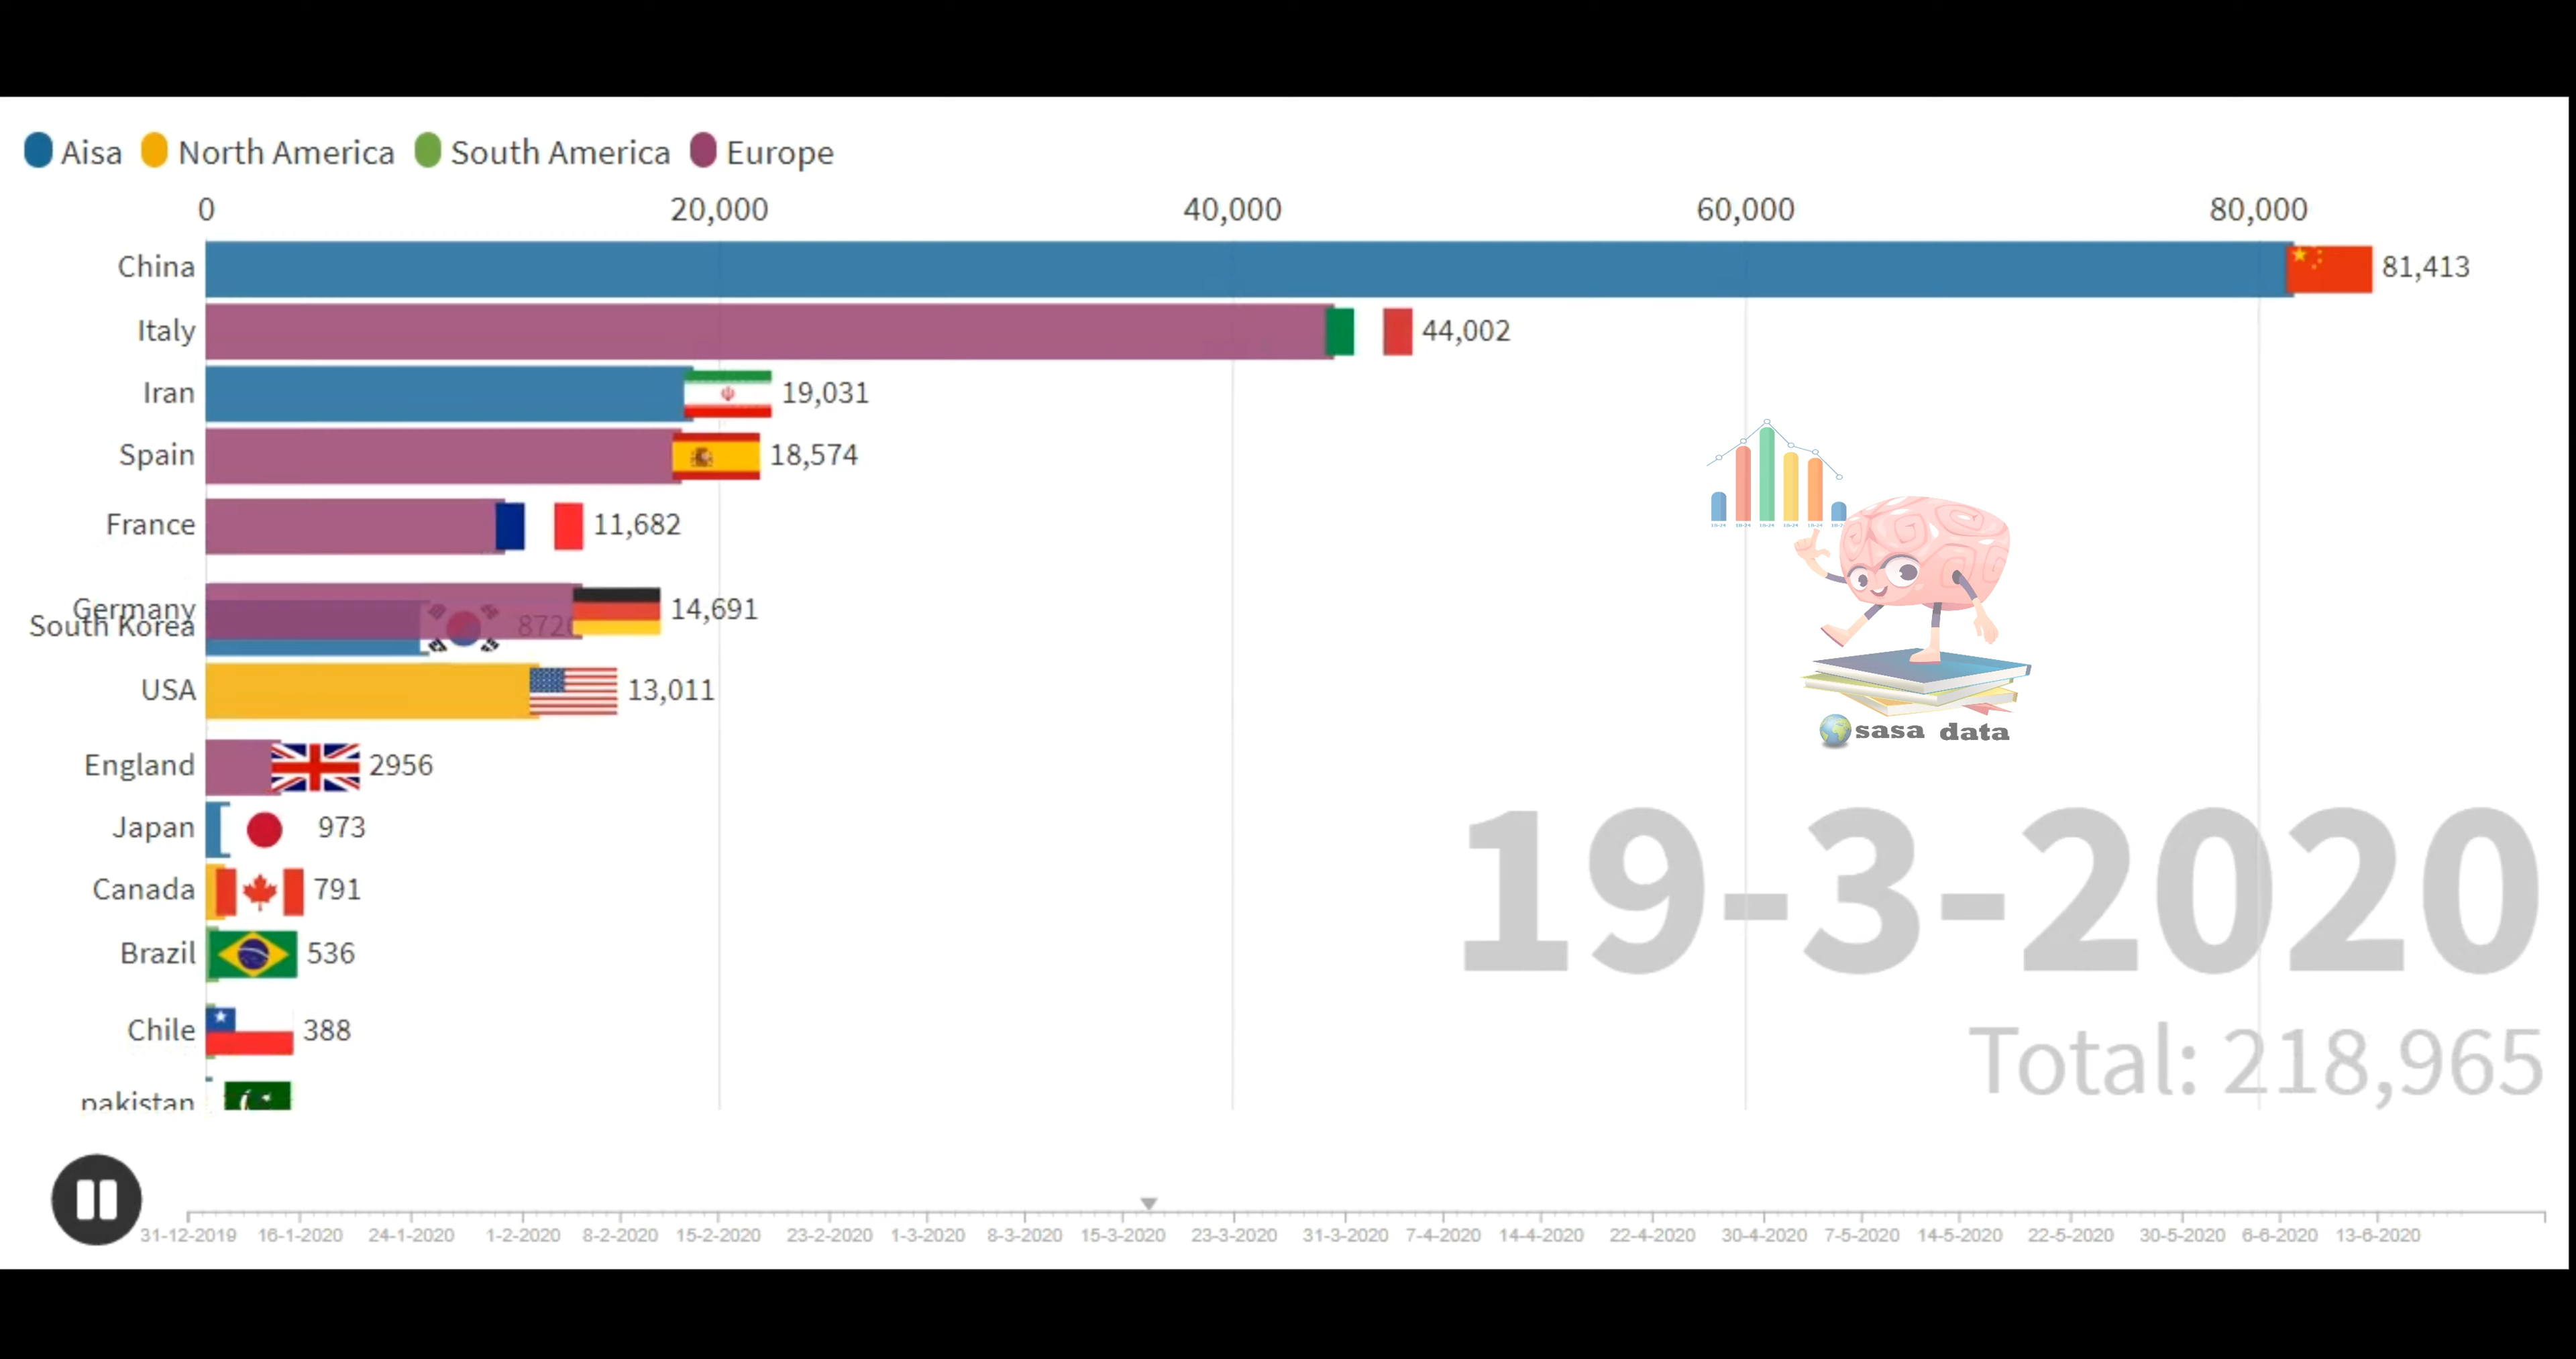 Aisa North America South America Europe
0 20,000 40,000 60,000 80,000
China 81,413
Italy 44,002
Iran 19,031
Spain 18,574
France 11,682
Germany 14,691
South Korea
USA 13,011
England 2956
Japan 973
Canada 791
Brazil 536
Chile 388
pakistan
sasa data
19-3-2020
Total: 218,965
31-12-2019 16-1-2020 24-1-2020 1-2-2020 8-2-2020 15-2-2020 23-2-2020 1-3-2020 8-3-2020 15-3-2020 23-3-2020 31-3-2020 7-4-2020 14-4-2020 22-4-2020 30-4-2020 7-5-2020 14-5-2020 22-5-2020 30-5-2020 6-6-2020 13-6-2020